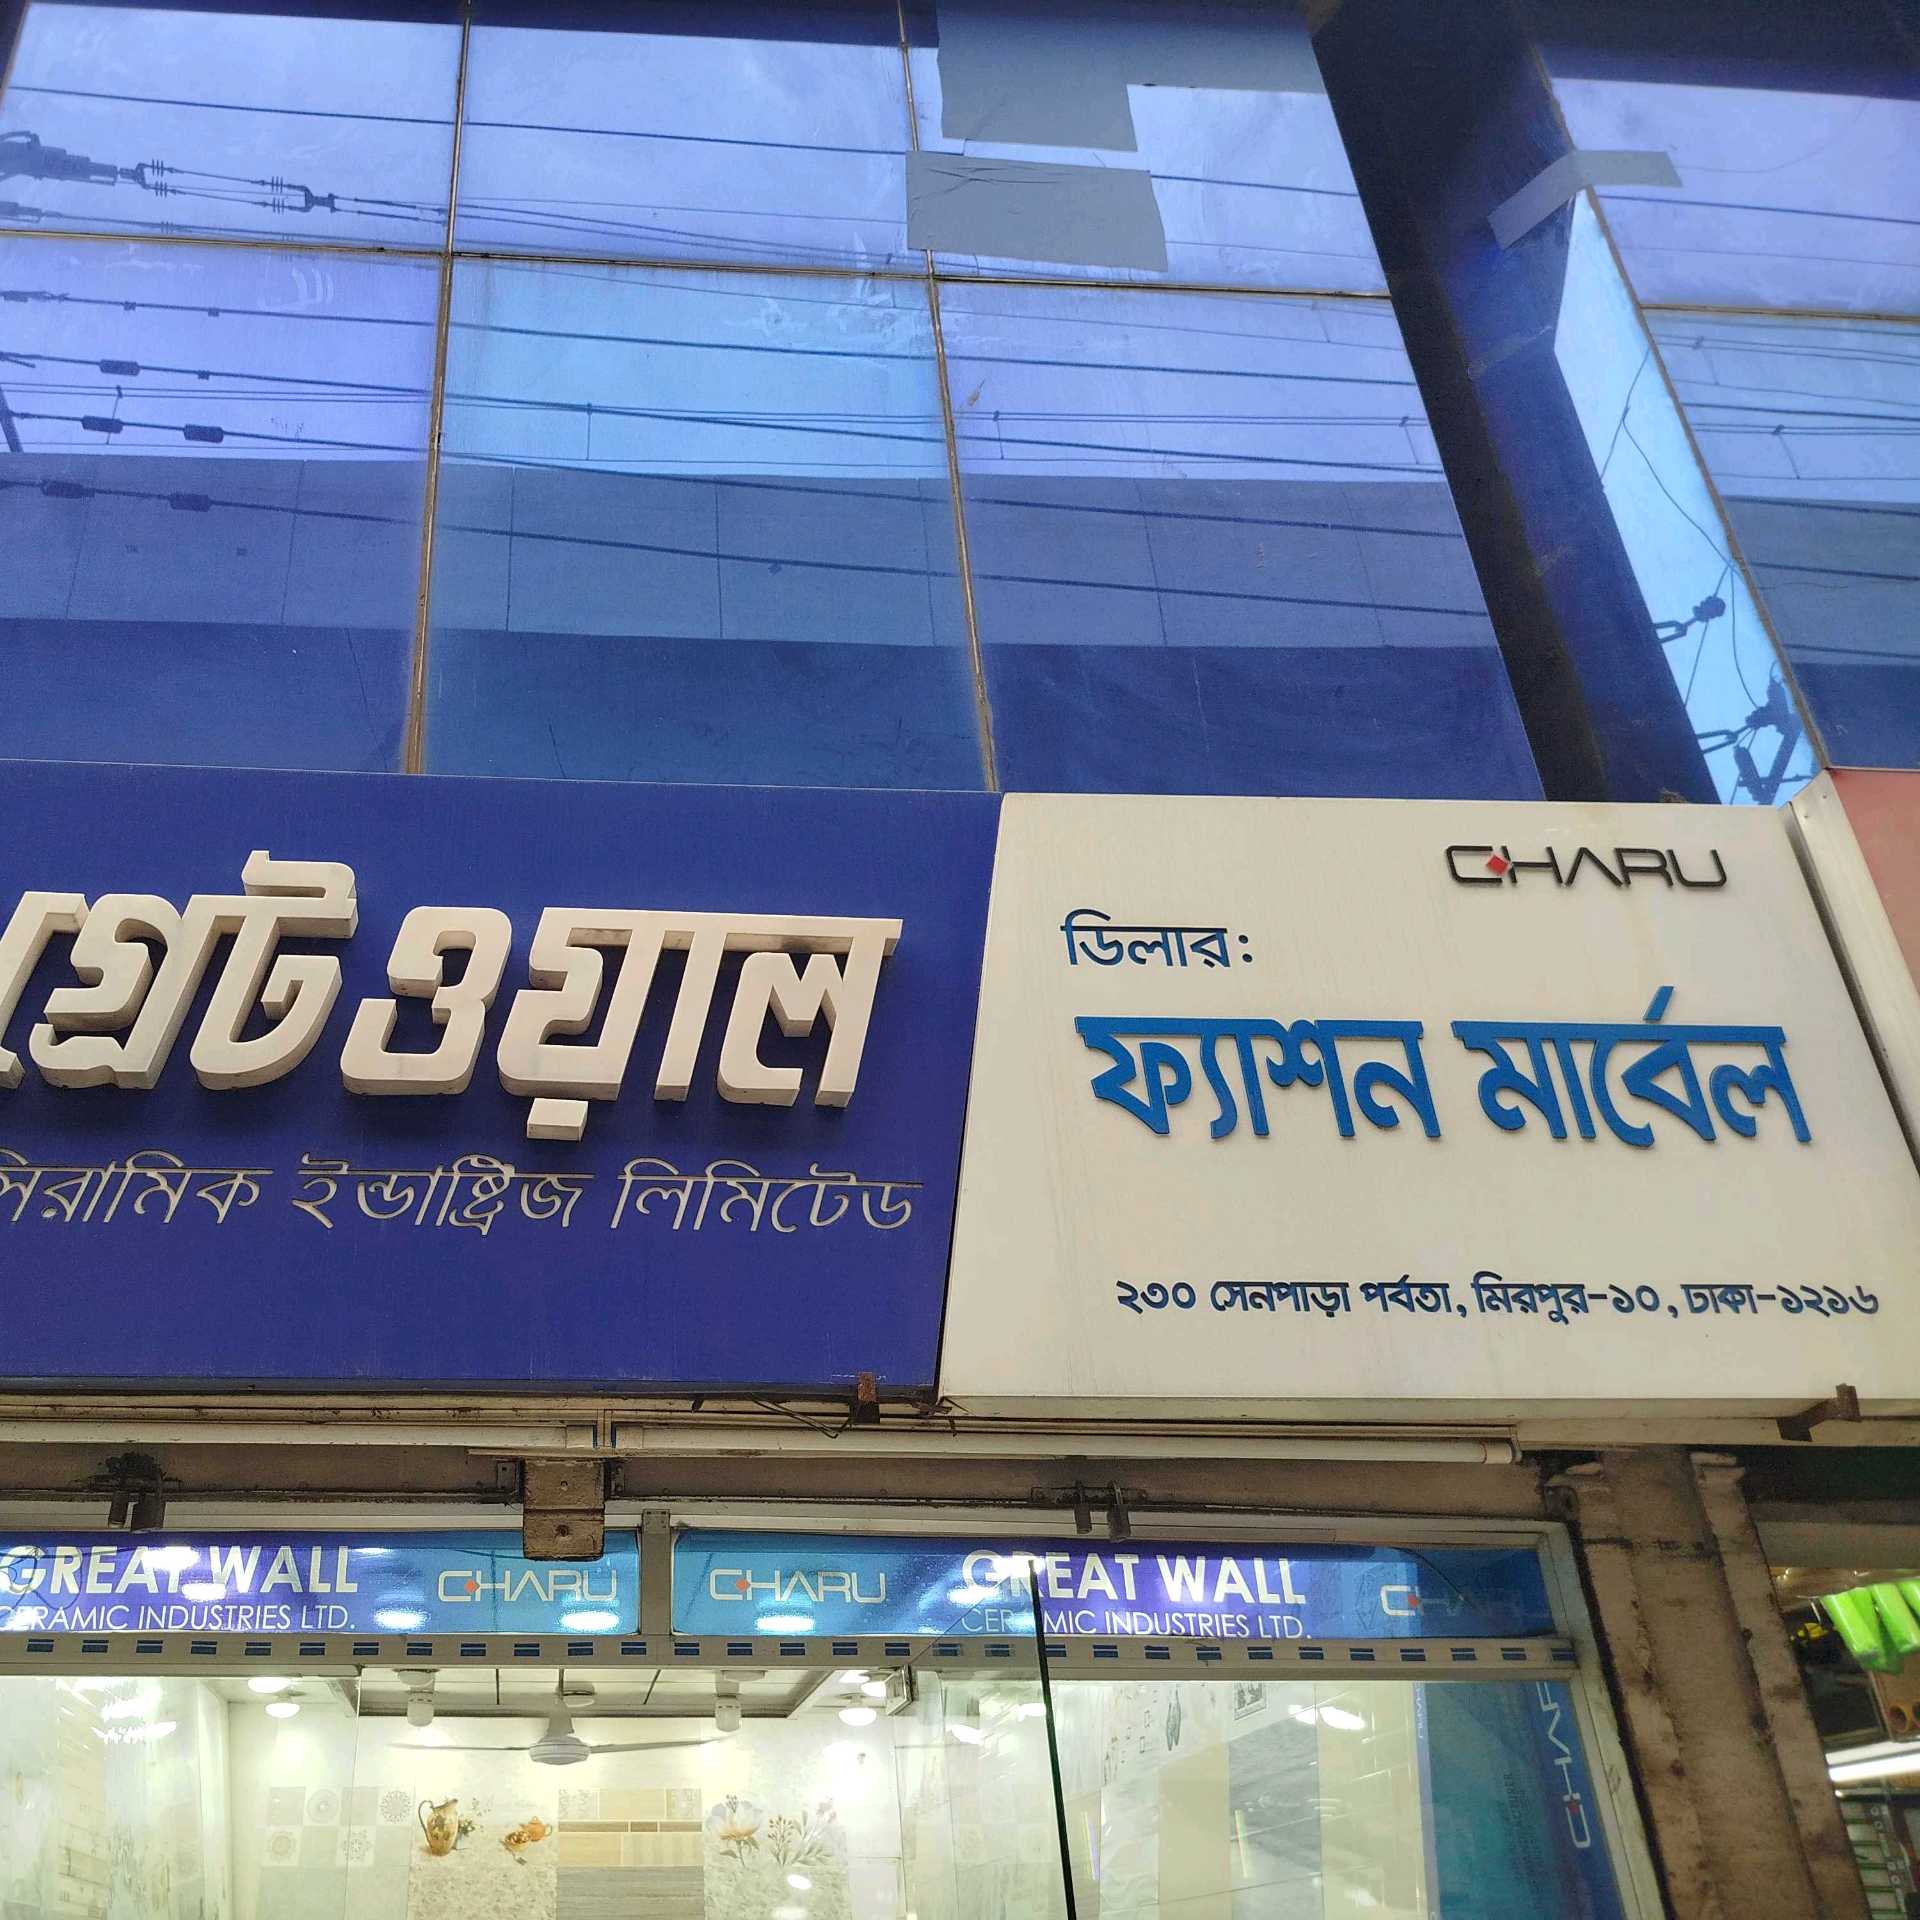 গ্রেট ওয়াল
সিরামিক ইন্ডাষ্ট্রিজ লিমিটেড
CHARU
ডিলার:
ফ্যাশন মার্বেল
২৩০ সেনপাড়া পর্বতা, মিরপুর-১০, ঢাকা-১২১৬
GREAT WALL
CERAMIC INDUSTRIES LTD.
CHARU
CHARU
GREAT WALL
CERAMIC INDUSTRIES LTD.
CHARU
CHARU